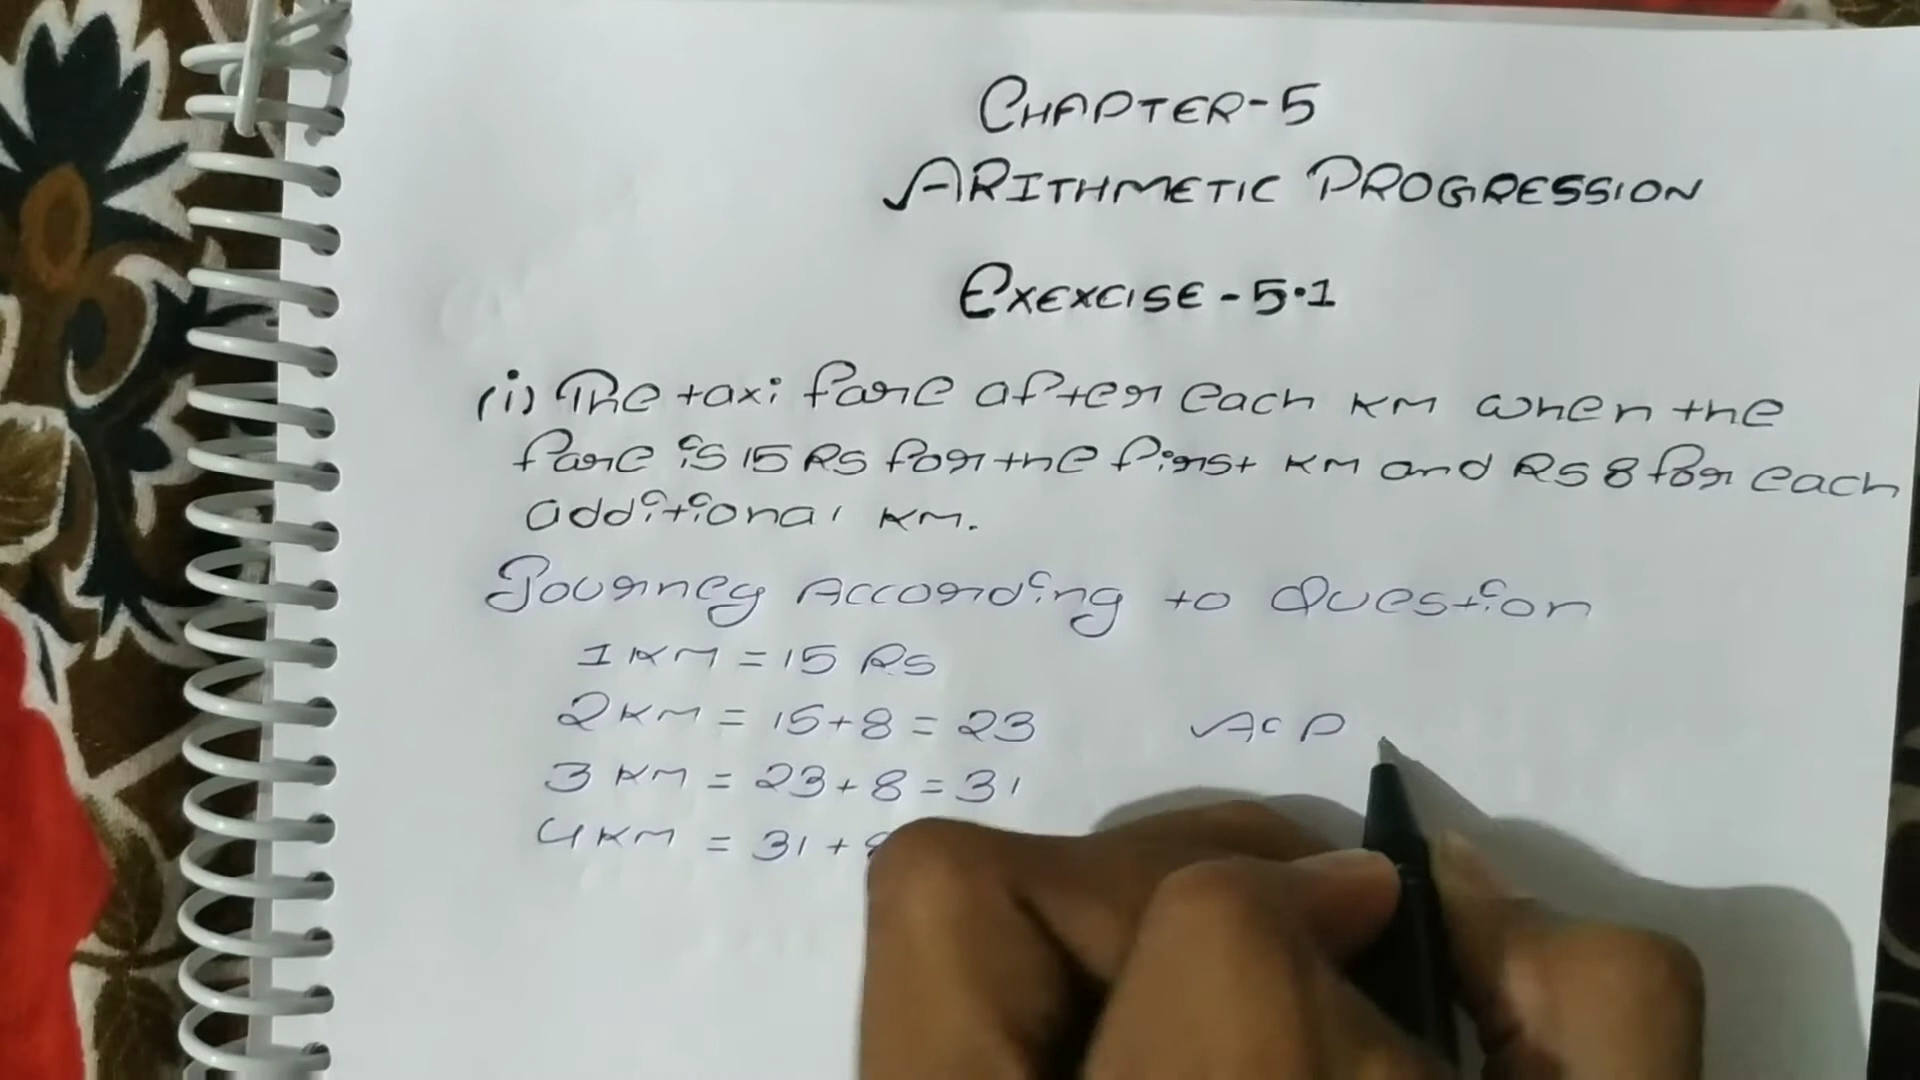 CHAPTER-5
ARITHMETIC PROGRESSION
EXEXCISE-5.1
(i) The taxi fare after each KM when the
fare is 15 RS for the first KM and RS 8 for each
additional KM.
Journey According to Question
1 KM = 15 RS
2 KM = 15+8 = 23 ACP
3 KM = 23+8 = 31
4 KM = 31 +